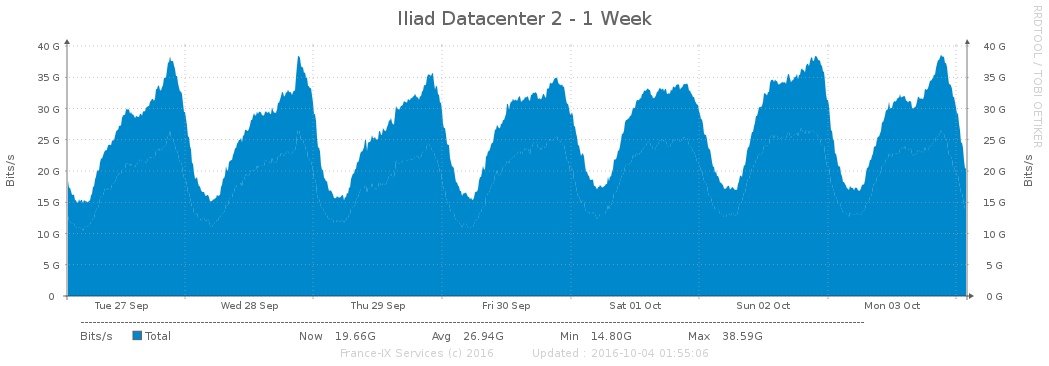 Iliad Datacenter 2 - 1 Week
RRDTOOL / TOBI OETIKER
Bits/s
40 G 40 G
35 G 35 G
30 G 30 G
25 G 25 G
20 G 20 G
15 G 15 G
10 G 10 G
5 G 5 G
0 0 G
Bits/s
Tue 27 Sep Wed 28 Sep Thu 29 Sep Fri 30 Sep Sat 01 Oct Sun 02 Oct Mon 03 Oct
Bits/s Total Now 19.66G Avg 26.94G Min 14.80G Max 38.59G
France-IX Services (c) 2016 Updated : 2016-10-04 01:55:06